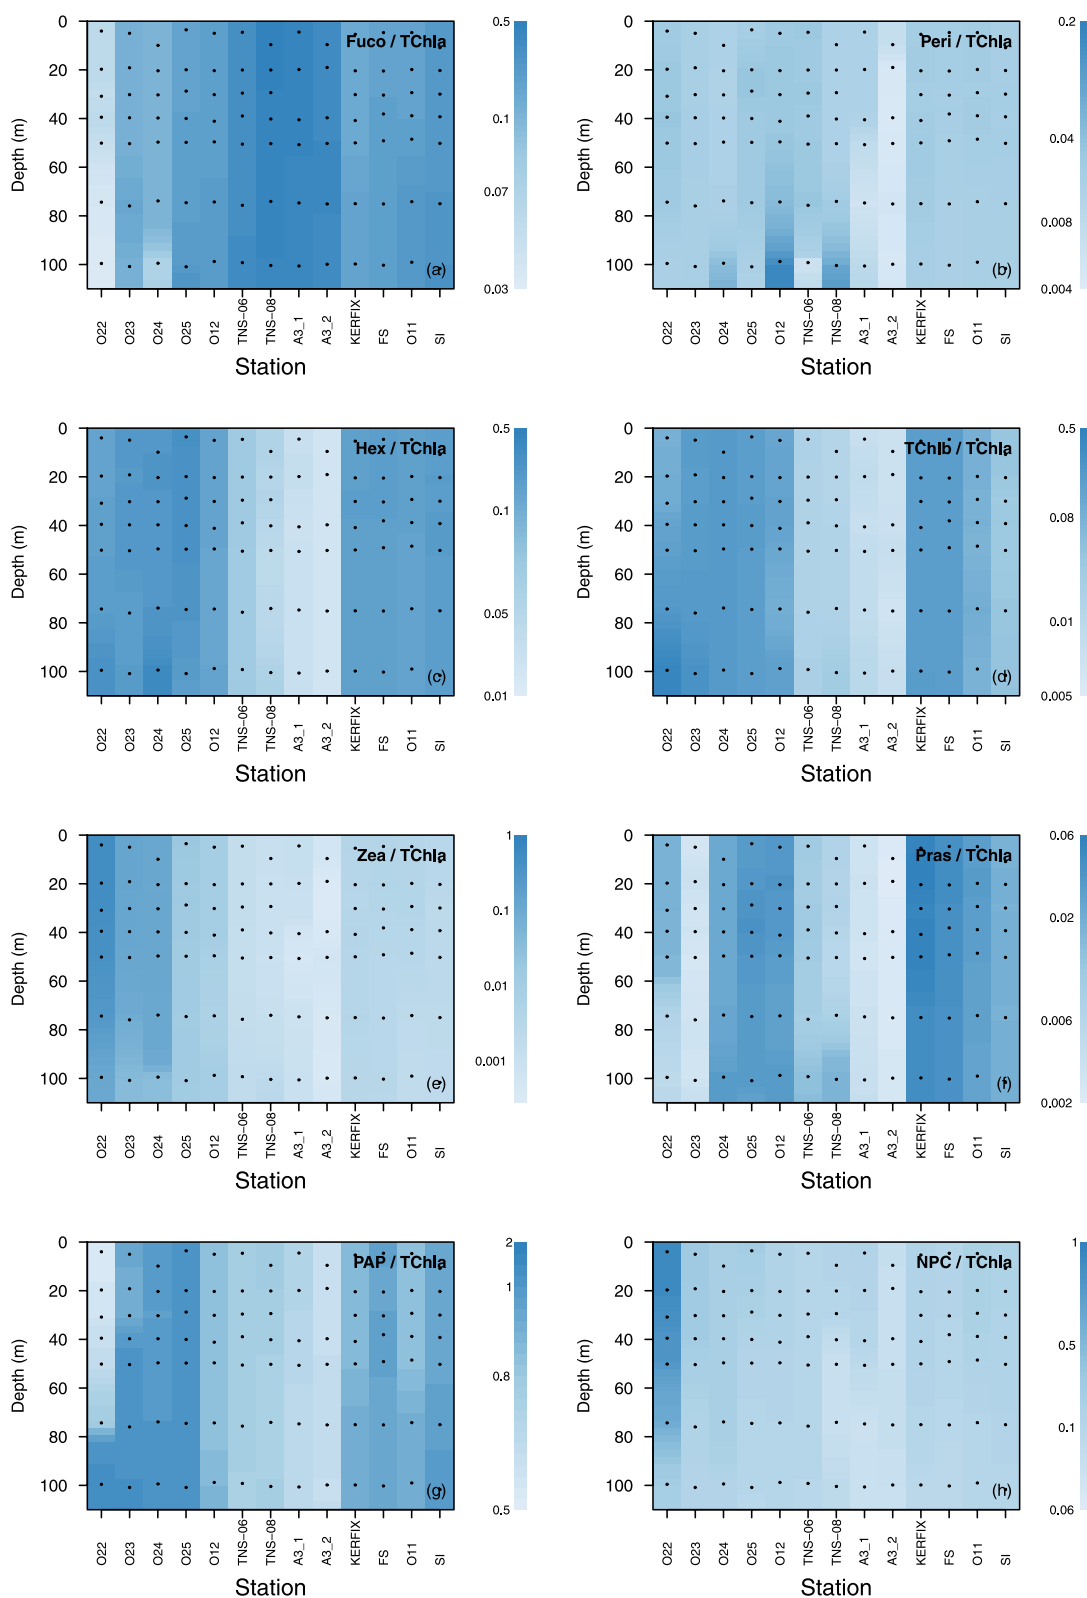 Fuco / TChla
Depth (m)
0
20
40
60
80
100
(a)
O22 O23 O24 O25 O12 TNS−06 TNS−08 A3_1 A3_2 KERFIX FS O11 SI
Station
0.5
0.1
0.07
0.03
Peri / TChla
Depth (m)
0
20
40
60
80
100
(b)
O22 O23 O24 O25 O12 TNS−06 TNS−08 A3_1 A3_2 KERFIX FS O11 SI
Station
0.2
0.04
0.008
0.004
Hex / TChla
Depth (m)
0
20
40
60
80
100
(c)
O22 O23 O24 O25 O12 TNS−06 TNS−08 A3_1 A3_2 KERFIX FS O11 SI
Station
0.5
0.1
0.05
0.01
TChlb / TChla
Depth (m)
0
20
40
60
80
100
(d)
O22 O23 O24 O25 O12 TNS−06 TNS−08 A3_1 A3_2 KERFIX FS O11 SI
Station
0.5
0.08
0.01
0.005
Zea / TChla
Depth (m)
0
20
40
60
80
100
(e)
O22 O23 O24 O25 O12 TNS−06 TNS−08 A3_1 A3_2 KERFIX FS O11 SI
Station
1
0.1
0.01
0.001
Pras / TChla
Depth (m)
0
20
40
60
80
100
(f)
O22 O23 O24 O25 O12 TNS−06 TNS−08 A3_1 A3_2 KERFIX FS O11 SI
Station
0.06
0.02
0.006
0.002
PAP / TChla
Depth (m)
0
20
40
60
80
100
(g)
O22 O23 O24 O25 O12 TNS−06 TNS−08 A3_1 A3_2 KERFIX FS O11 SI
Station
2
1
0.8
0.5
NPC / TChla
Depth (m)
0
20
40
60
80
100
(h)
O22 O23 O24 O25 O12 TNS−06 TNS−08 A3_1 A3_2 KERFIX FS O11 SI
Station
1
0.5
0.1
0.06